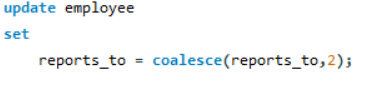 update employee
set
reports_to = coalesce(reports_to,2);